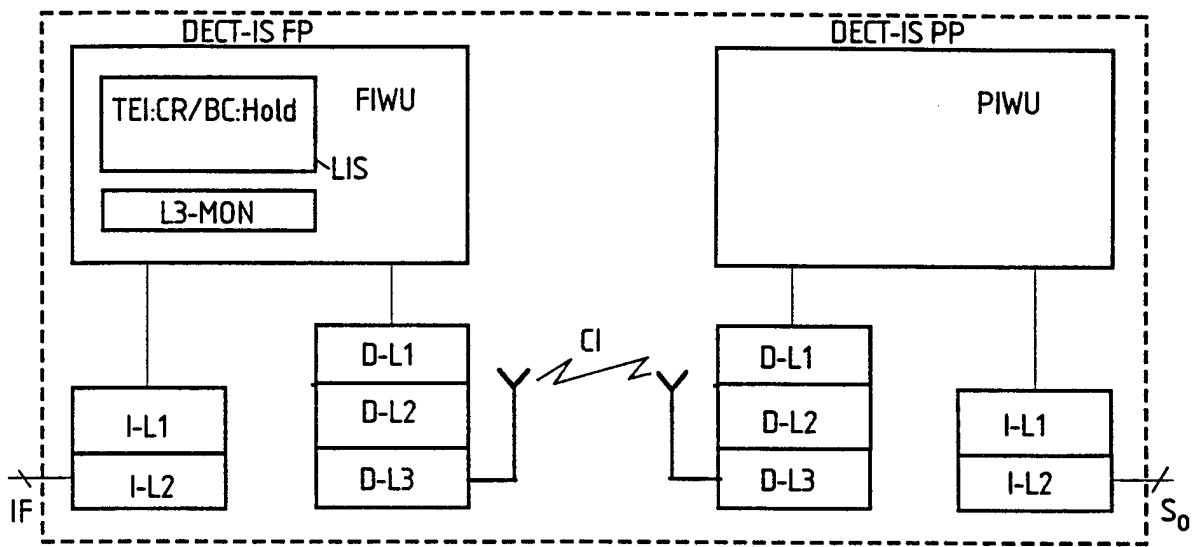 DECT-IS FP
DECT-IS PP
TEI:CR/BC:Hold
FIWU
LIS
L3-MON
PIWU
D-L1
D-L2
D-L3
I-L1
I-L2
IF
CI
D-L1
D-L2
D-L3
I-L1
I-L2
S0